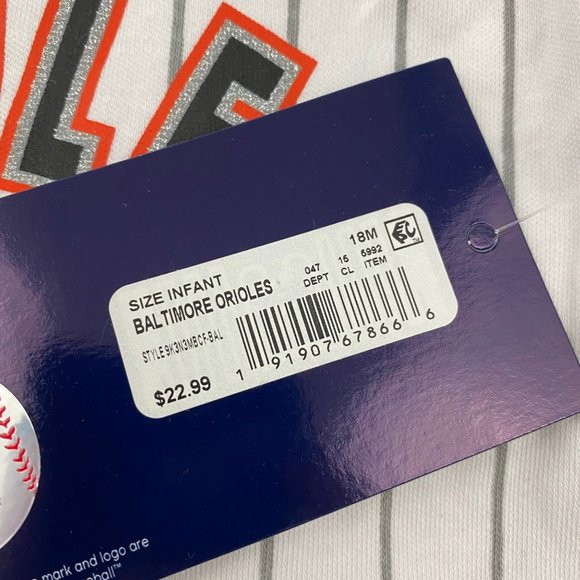 LE
SIZE INFANT 18M
BALTIMORE ORIOLES
047 15 5992
DEPT CL ITEM
STYLE 9K3N3MBCF-BAL
$22.99
1 91907 67866 6
mark and logo are